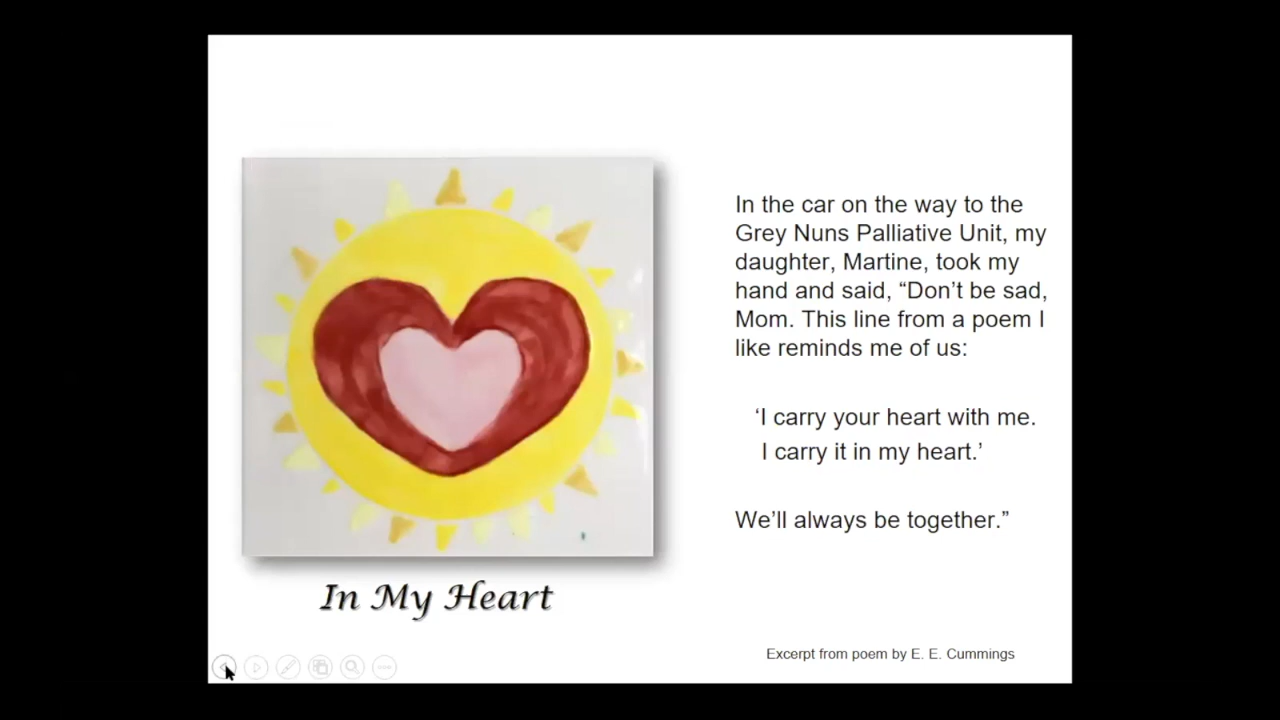 In the car on the way to the
Grey Nuns Palliative Unit, my
daughter, Martine, took my
hand and said, “Don’t be sad,
Mom. This line from a poem I
like reminds me of us:
‘I carry your heart with me.
I carry it in my heart.’
We’ll always be together.”
In My Heart
Excerpt from poem by E. E. Cummings